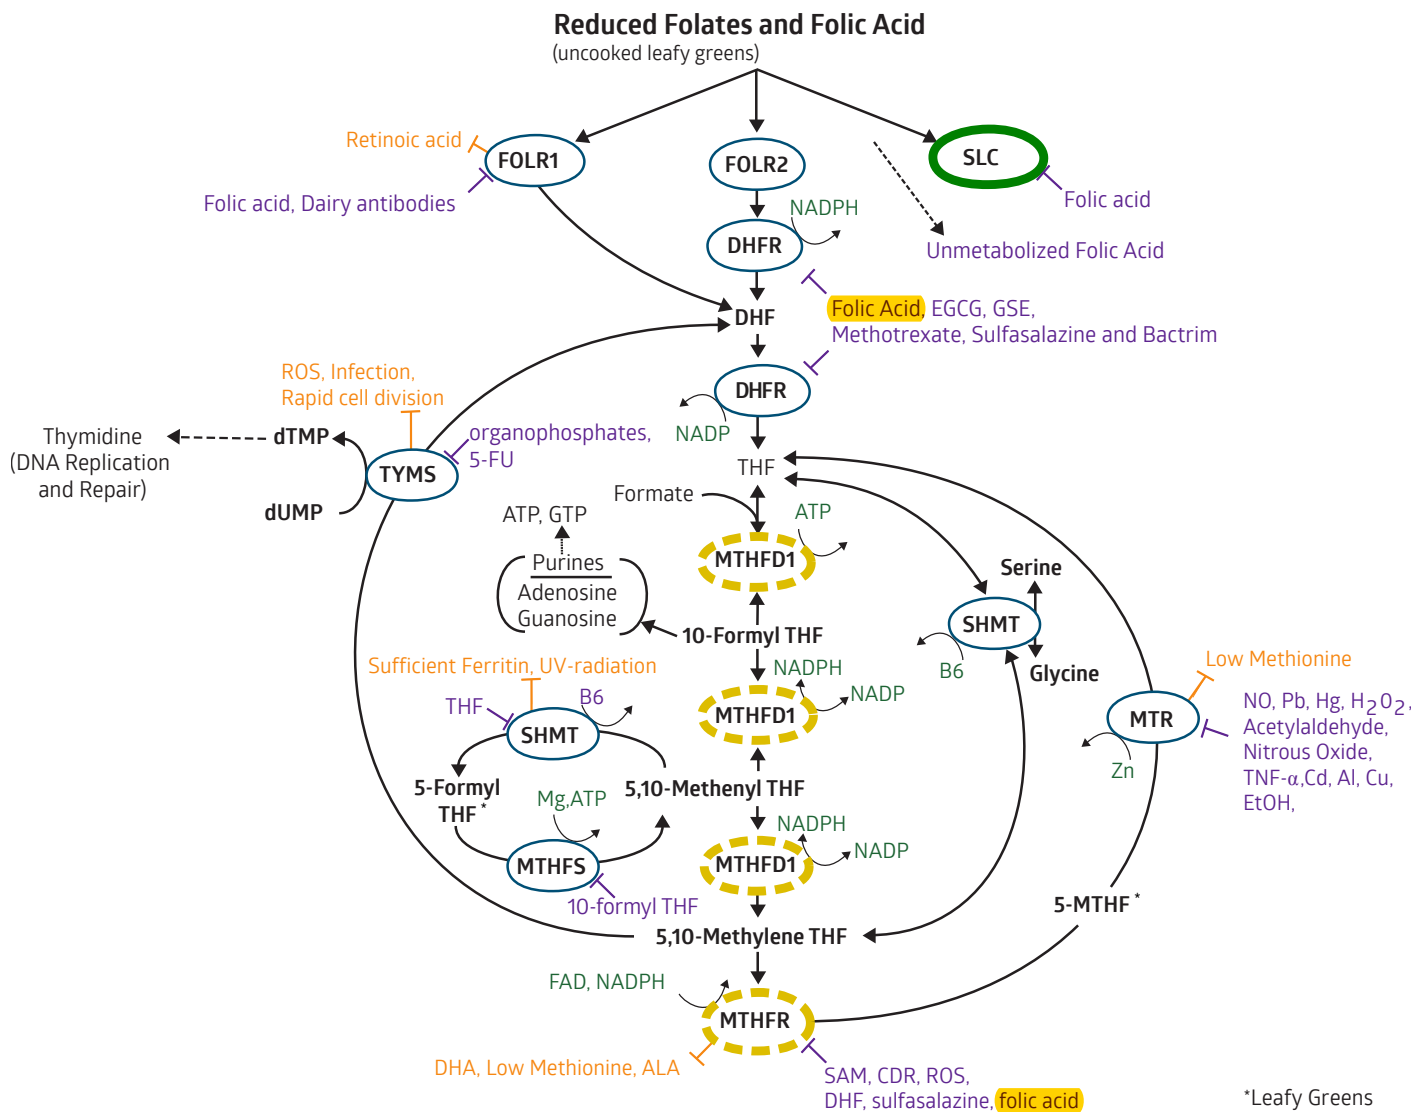 Reduced Folates and Folic Acid
(uncooked leafy greens)
Retinoic acid
FOLR1
Folic acid, Dairy antibodies
FOLR2
SLC
Folic acid
NADPH
DHFR
Unmetabolized Folic Acid
Folic Acid, EGCG, GSE,
Methotrexate, Sulfasalazine and Bactrim
DHF
ROS, Infection,
Rapid cell division
DHFR
NADP
Thymidine
(DNA Replication
and Repair)
dTMP
organophosphates,
5-FU
TYMS
dUMP
THF
Formate
ATP, GTP
ATP
MTHFD1
Purines
Adenosine
Guanosine
10-Formyl THF
Serine
SHMT
B6
Glycine
Sufficient Ferritin, UV-radiation
NADPH
NADP
MTHFD1
THF
B6
SHMT
Low Methionine
MTR
NO, Pb, Hg, H2O2,
Acetylaldehyde,
Nitrous Oxide,
TNF-α,Cd, Al, Cu,
EtOH,
Zn
5-Formyl
THF *
5,10-Methenyl THF
Mg,ATP
NADPH
NADP
MTHFS
MTHFD1
10-formyl THF
5-MTHF *
5,10-Methylene THF
FAD, NADPH
MTHFR
DHA, Low Methionine, ALA
SAM, CDR, ROS,
DHF, sulfasalazine, folic acid
*Leafy Greens